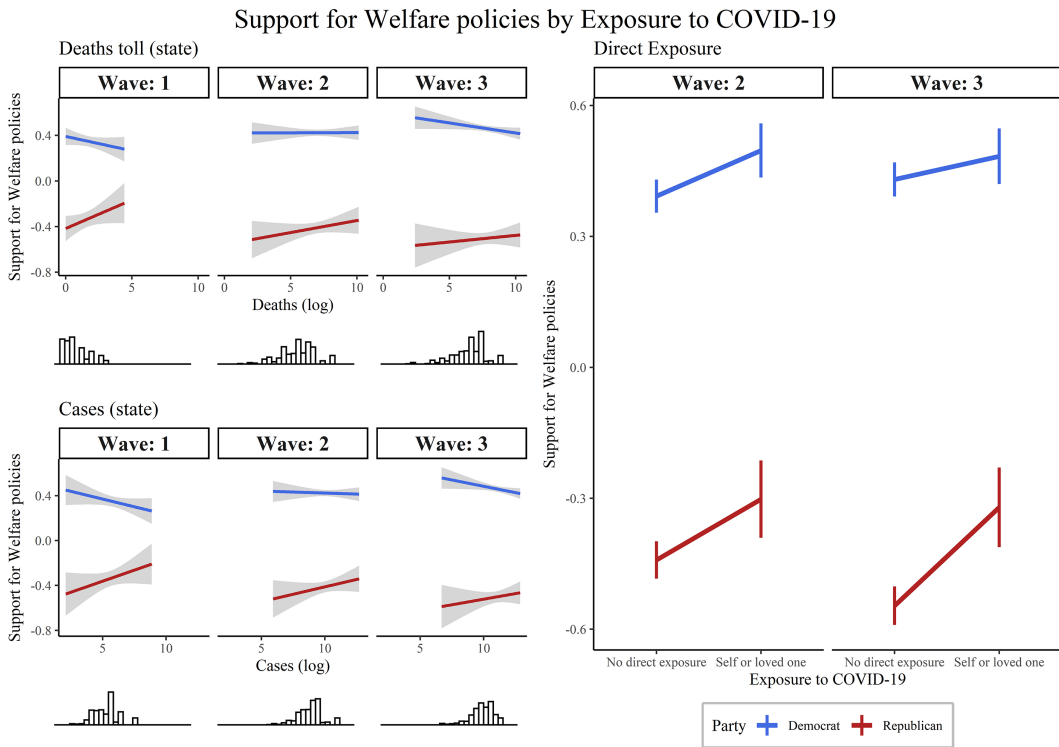 Support for Welfare policies by Exposure to COVID-19
Deaths toll (state)
Wave: 1
Wave: 2
Wave: 3
Support for Welfare policies
0.4
0.0
-0.4
-0.8
0
5
10
0
5
10
0
5
10
Deaths (log)
Cases (state)
Wave: 1
Wave: 2
Wave: 3
Support for Welfare policies
0.4
0.0
-0.4
-0.8
5
10
5
10
5
10
Cases (log)
Direct Exposure
Wave: 2
Wave: 3
Support for Welfare policies
0.6
0.3
0.0
-0.3
-0.6
No direct exposure
Self or loved one
No direct exposure
Self or loved one
Exposure to COVID-19
Party
Democrat
Republican